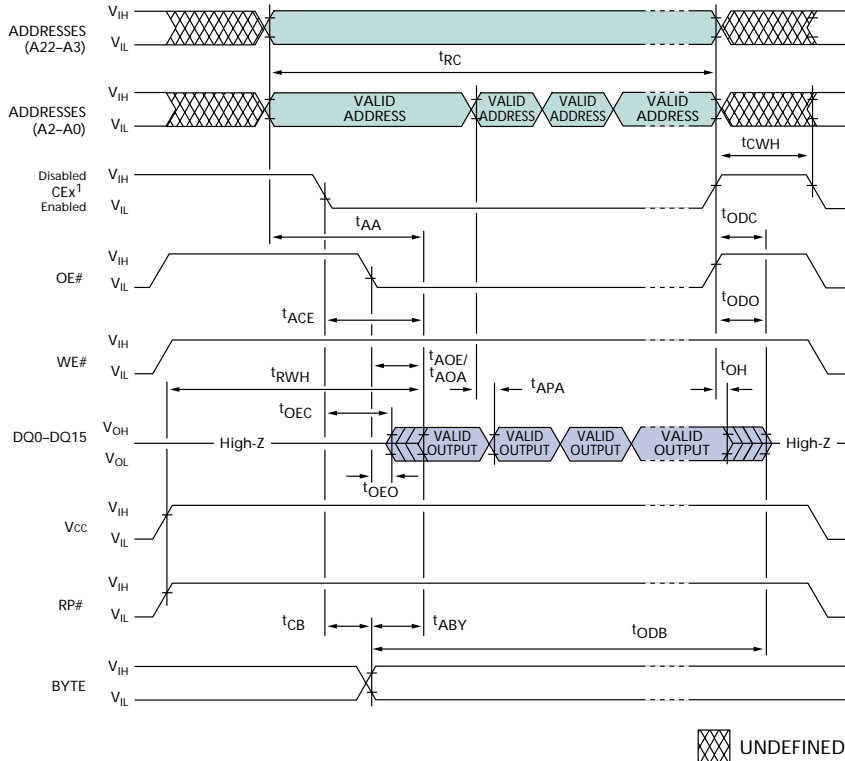 ADDRESSES
(A22–A3)
VIH
VIL
tRC
ADDRESSES
(A2–A0)
VIH
VIL
VALID
ADDRESS
VALID
ADDRESS
VALID
ADDRESS
VALID
ADDRESS
tCWH
Disabled
CEx1
Enabled
VIH
VIL
tAA
tODC
OE#
VIH
VIL
tACE
tODO
WE#
VIH
VIL
tRWH
tAOE/
tAOA
tAPA
tOH
tOEC
DQ0–DQ15
VOH
VOL
High-Z
VALID
OUTPUT
VALID
OUTPUT
VALID
OUTPUT
VALID
OUTPUT
High-Z
tOEO
VCC
VIH
VIL
RP#
VIH
VIL
tCB
tABY
tODB
BYTE
VIH
VIL
UNDEFINED